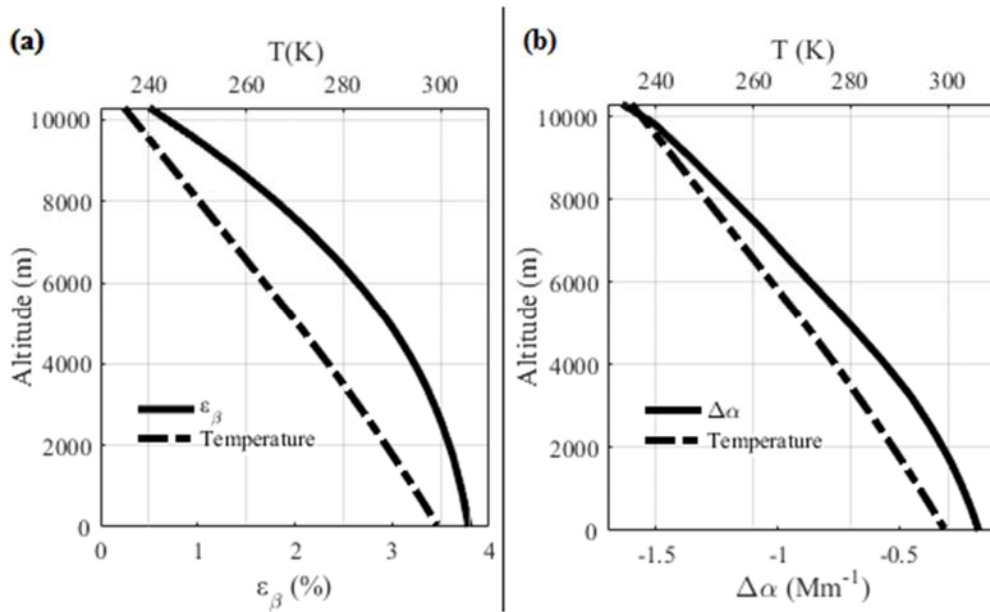 (a)
T(K)
240 260 280 300
10000
8000
6000
4000
2000
0
Altitude (m)
εβ
Temperature
0 1 2 3 4
εβ (%)
(b)
T (K)
240 260 280 300
10000
8000
6000
4000
2000
0
Altitude (m)
Δα
Temperature
-1.5 -1 -0.5
Δα (Mm⁻¹)